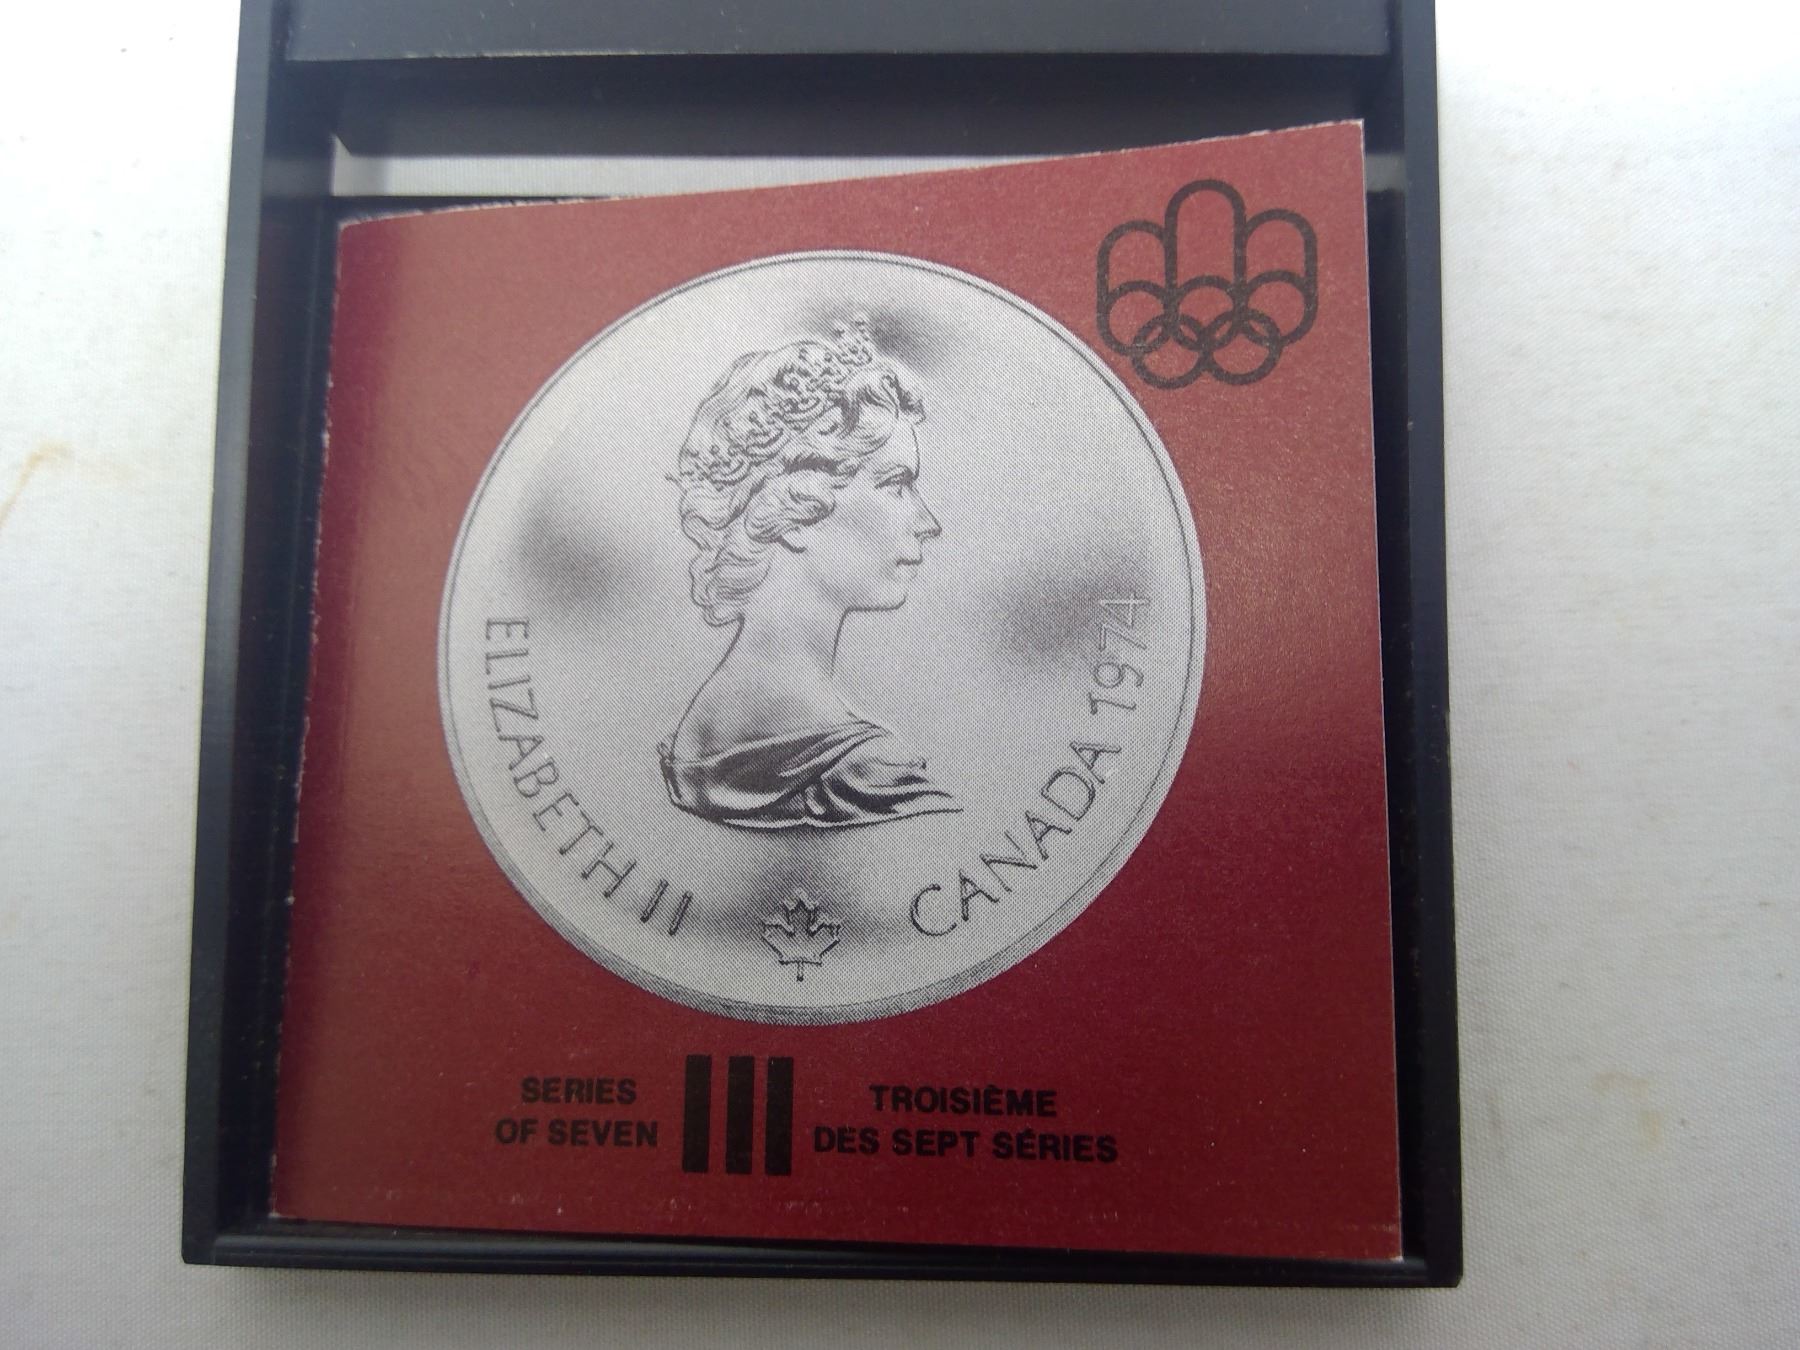 ELIZABETH II
CANADA 1974
SERIES
OF SEVEN
III
TROISIÈME
DES SEPT SÉRIES